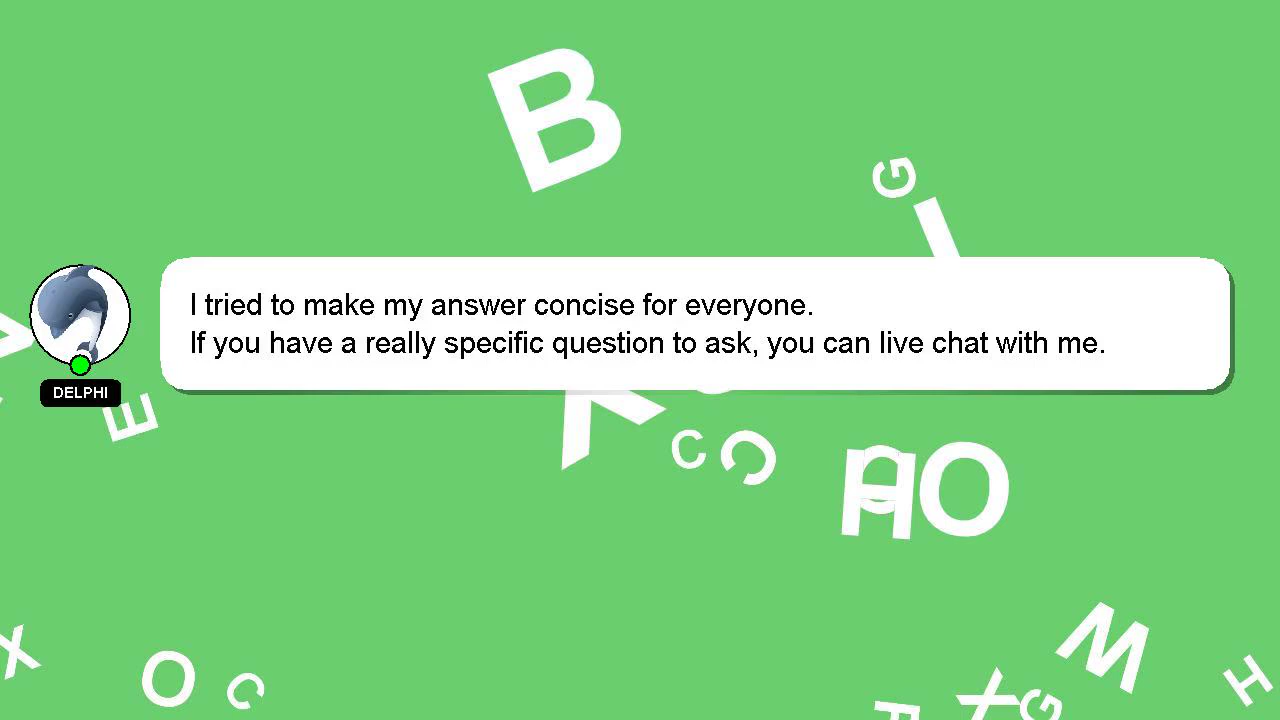 B
G
I
I tried to make my answer concise for everyone.
If you have a really specific question to ask, you can live chat with me.
DELPHI
E
X
C
C
H
O
O
M
X
O
C
H
X
G